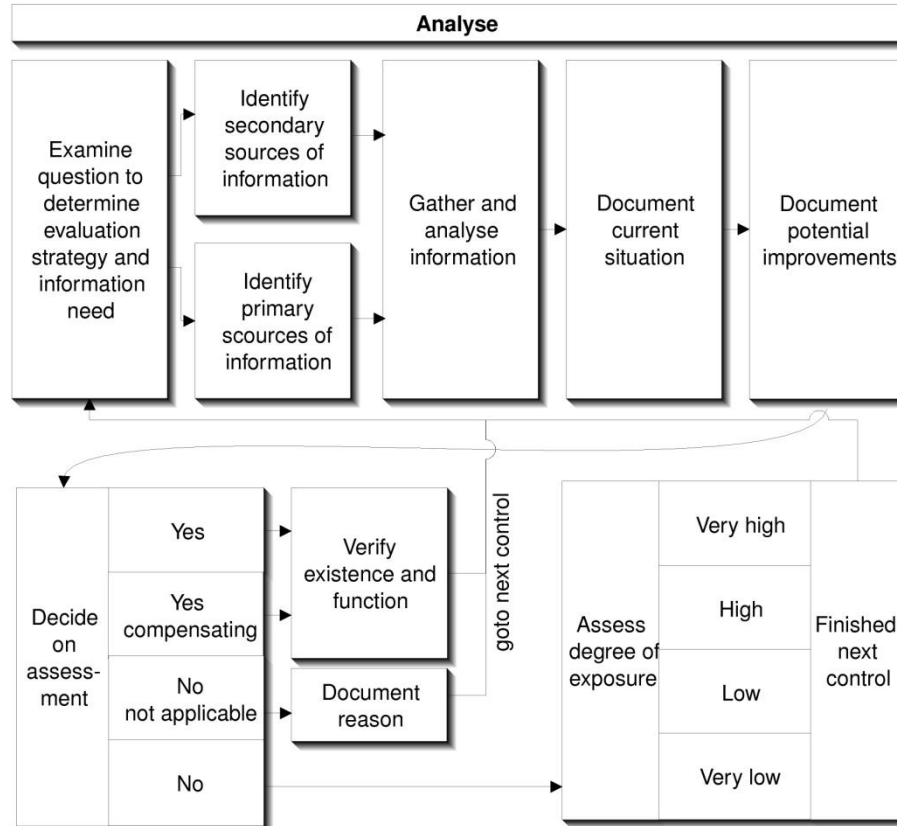 Analyse
Examine
question to
determine
evaluation
strategy and
information
need
Identify
secondary
sources of
information
Identify
primary
scources of
information
Gather and
analyse
information
Document
current
situation
Document
potential
improvements
Decide
on
assess-
ment
Yes
Yes
compensating
No
not applicable
No
Verify
existence and
function
Document
reason
goto next control
Assess
degree of
exposure
Very high
High
Low
Very low
Finished
next
control